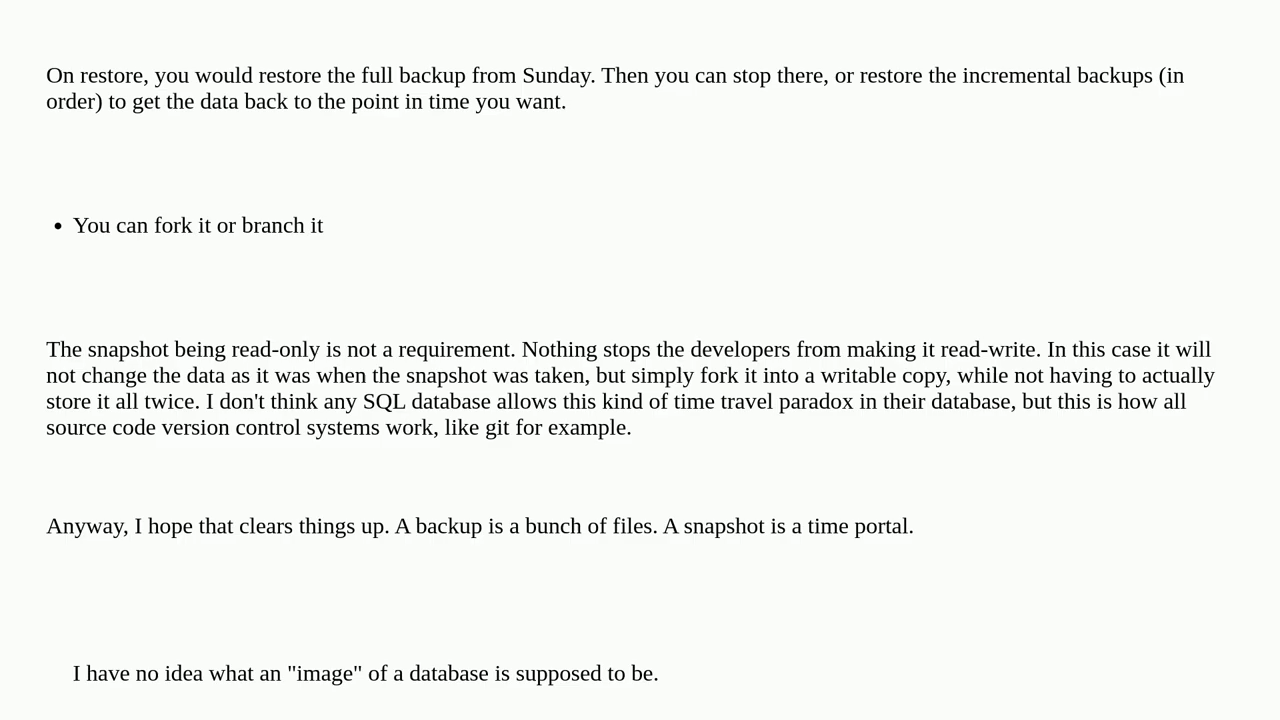 On restore, you would restore the full backup from Sunday. Then you can stop there, or restore the incremental backups (in
order) to get the data back to the point in time you want.
• You can fork it or branch it
The snapshot being read-only is not a requirement. Nothing stops the developers from making it read-write. In this case it will
not change the data as it was when the snapshot was taken, but simply fork it into a writable copy, while not having to actually
store it all twice. I don't think any SQL database allows this kind of time travel paradox in their database, but this is how all
source code version control systems work, like git for example.
Anyway, I hope that clears things up. A backup is a bunch of files. A snapshot is a time portal.
I have no idea what an "image" of a database is supposed to be.